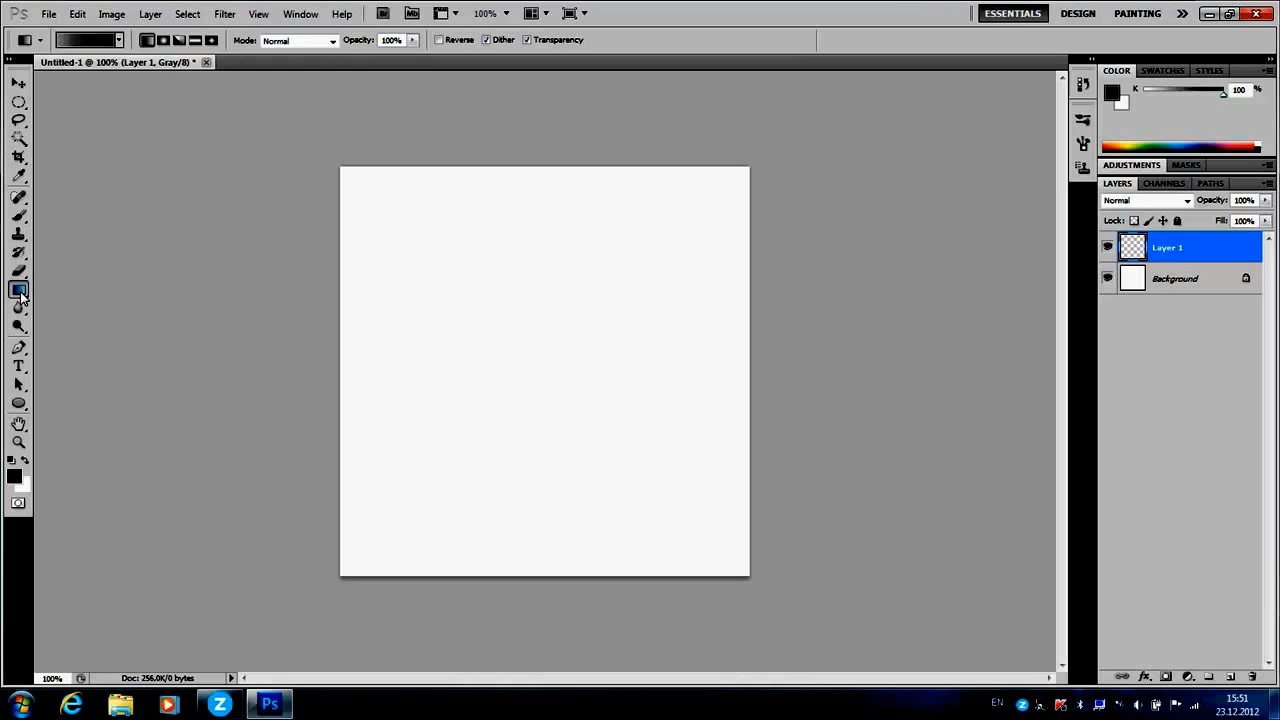 Ps File Edit Image Layer Select Filter View Window Help Br Mb 100% ESSENTIALS DESIGN PAINTING
Mode: Normal Opacity: 100% Reverse Dither Transparency
Untitled-1 @ 100% (Layer 1, Gray/8) *
COLOR SWATCHES STYLES
K 100 %
ADJUSTMENTS MASKS
LAYERS CHANNELS PATHS
Normal Opacity: 100%
Lock: Fill: 100%
Layer 1
Background
T
100% Doc: 256,0K/0 bytes
fx
Z Ps EN Z
15:51
23.12.2012